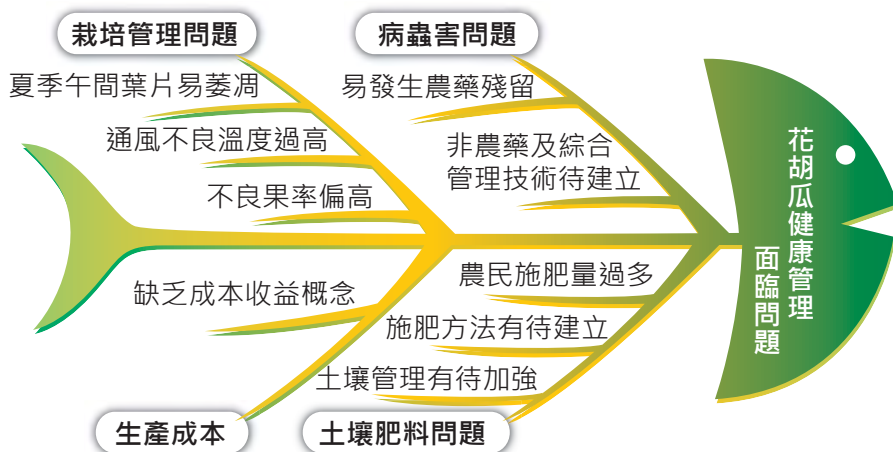 栽培管理問題
夏季午間葉片易萎凋
通風不良溫度過高
不良果率偏高
病蟲害問題
易發生農藥殘留
非農藥及綜合
管理技術待建立
缺乏成本收益概念
生產成本
農民施肥量過多
施肥方法有待建立
土壤管理有待加強
土壤肥料問題
花胡瓜健康管理
面臨問題